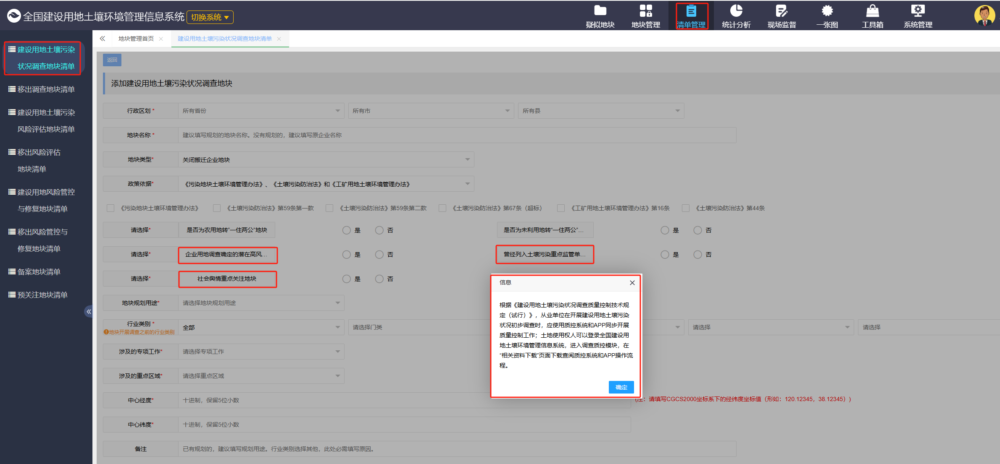 全国建设用地土壤环境管理信息系统 切换系统
疑似地块 地块管理 清单管理 统计分析 现场监督 一张图 工具箱 系统管理
地块管理首页 建设用地土壤污染状况调查地块清单
建设用地土壤污染
状况调查地块清单
移出调查地块清单
建设用地土壤污染
风险评估地块清单
移出风险评估
地块清单
建设用地风险管控
与修复地块清单
移出风险管控与
修复地块清单
备案地块清单
预关注地块清单
返回
添加建设用地土壤污染状况调查地块
行政区划 * 所有省份 所有市 所有县
地块名称 * 建议填写规划的地块名称。没有规划的，建议填写原企业名称
地块类型* 关闭搬迁企业地块
政策依据* 《污染地块土壤环境管理办法》、《土壤污染防治法》和《工矿用地土壤环境管理办法》
《污染地块土壤环境管理办法》 《土壤污染防治法》第59条第一款 《土壤污染防治法》第59条第二款 《土壤污染防治法》第67条（超标） 《工矿用地土壤环境管理办法》第16条 《土壤污染防治法》第44条
请选择* 是否为农用地转"一住两公"地块 是 否 是否为未利用地转"一住两公"... 是 否
请选择* 企业用地调查确定的潜在高风... 是 否 曾经列入土壤污染重点监管单... 是 否
请选择* 社会舆情重点关注地块 是 否
地块规划用途* 请选择地块规划用途
行业类别 * 全部 请选择门类 请选择 请选择
地块开展调查之前的行业类别
涉及的专项工作* 请选择专项工作
涉及的重点区域* 请选择重点区域
中心经度* 十进制，保留5位小数 (注：请填写CGCS2000坐标系下的经纬度坐标值（形如：120.12345，38.12345）)
中心纬度* 十进制，保留5位小数
备注 已有规划的，建议填写规划用途。行业类别选择其他，此处必需填写原因。
信息
根据《建设用地土壤污染状况调查质量控制技术规
定（试行）》，从业单位在开展建设用地土壤污染
状况初步调查时，应使用质控系统和APP同步开展
质量控制工作；土地使用权人可以登录全国建设用
地土壤环境管理信息系统，进入调查质控模块，在
"相关资料下载"页面下载查阅质控系统和APP操作流
程。
确定